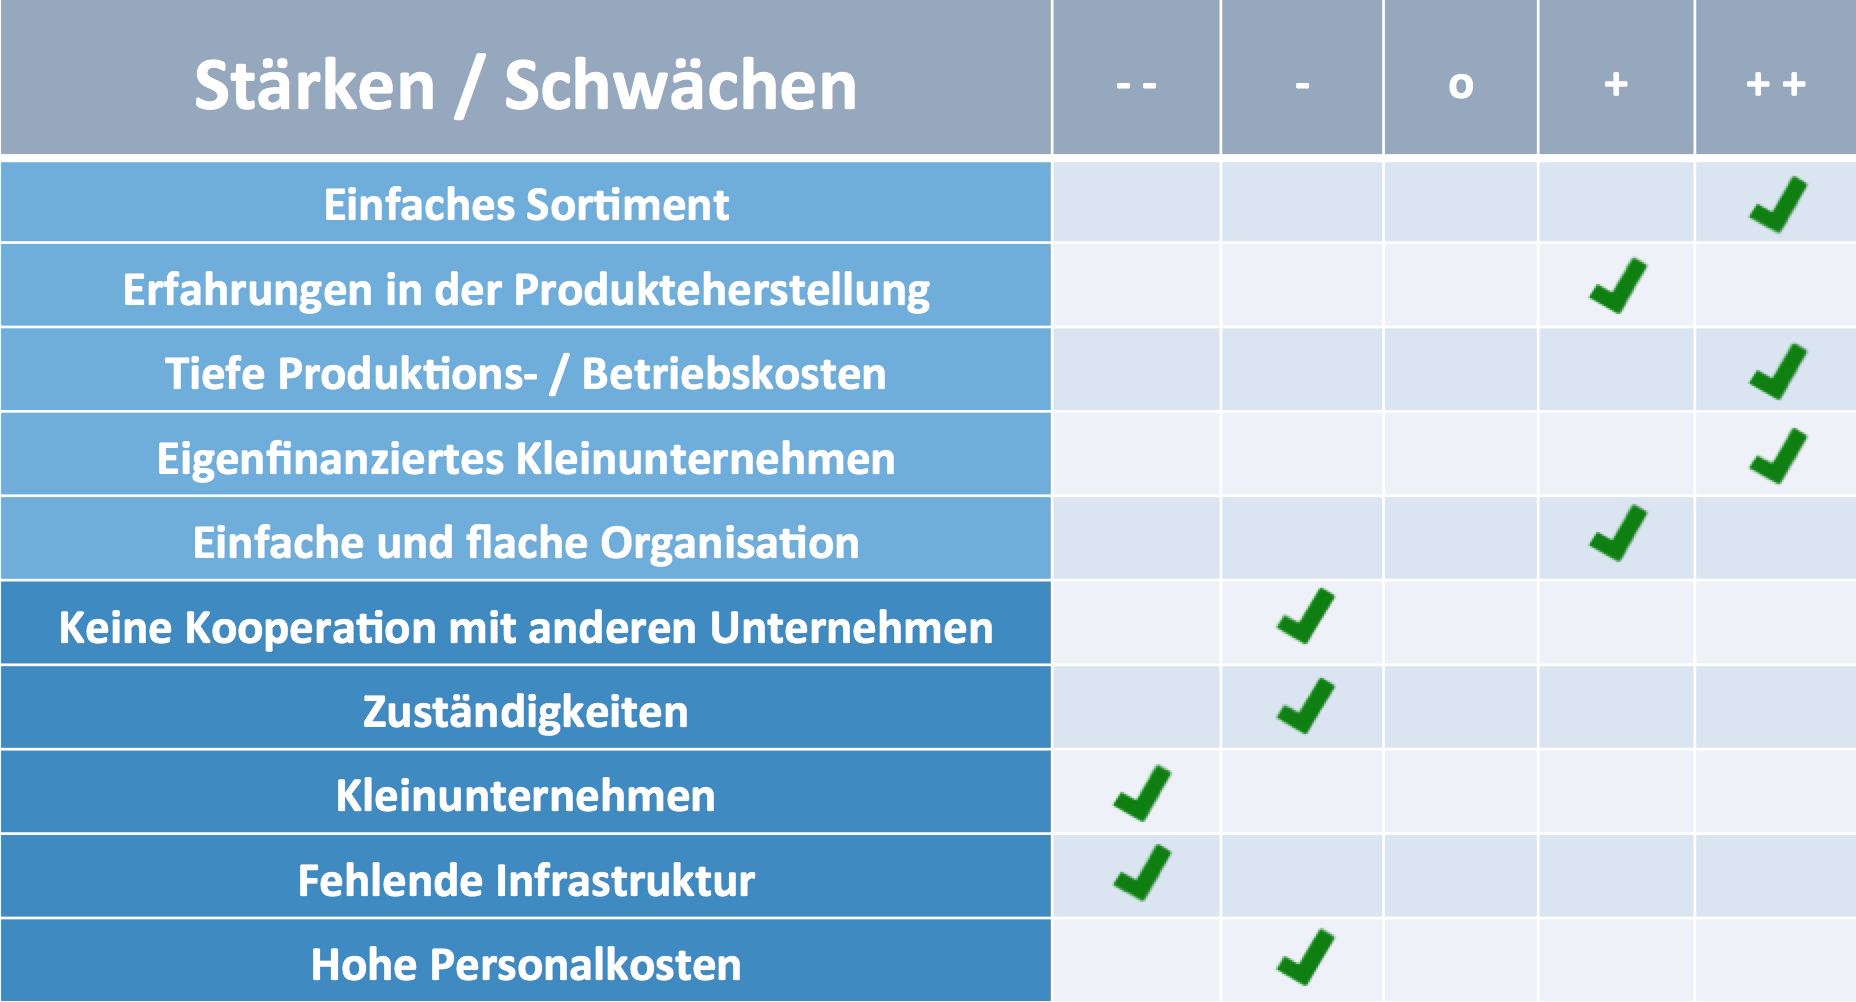 Stärken / Schwächen -- - o + ++
Einfaches Sortiment
Erfahrungen in der Produkteherstellung
Tiefe Produktions- / Betriebskosten
Eigenfinanziertes Kleinunternehmen
Einfache und flache Organisation
Keine Kooperation mit anderen Unternehmen
Zuständigkeiten
Kleinunternehmen
Fehlende Infrastruktur
Hohe Personalkosten